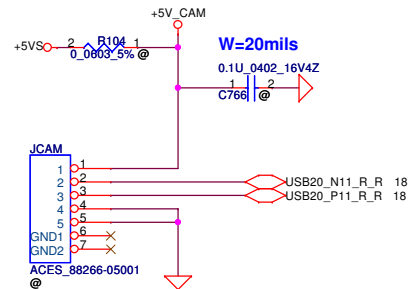 +5V_CAM
+5VS 2 R104 1
0_0603_5% @
W=20mils
0.1U_0402_16V4Z
1 2
C766 @
JCAM
1 1
2 2 USB20_N11_R_R 18
3 3 USB20_P11_R_R 18
4 4
5 5
GND1 6
GND2 7
ACES_88266-05001
@